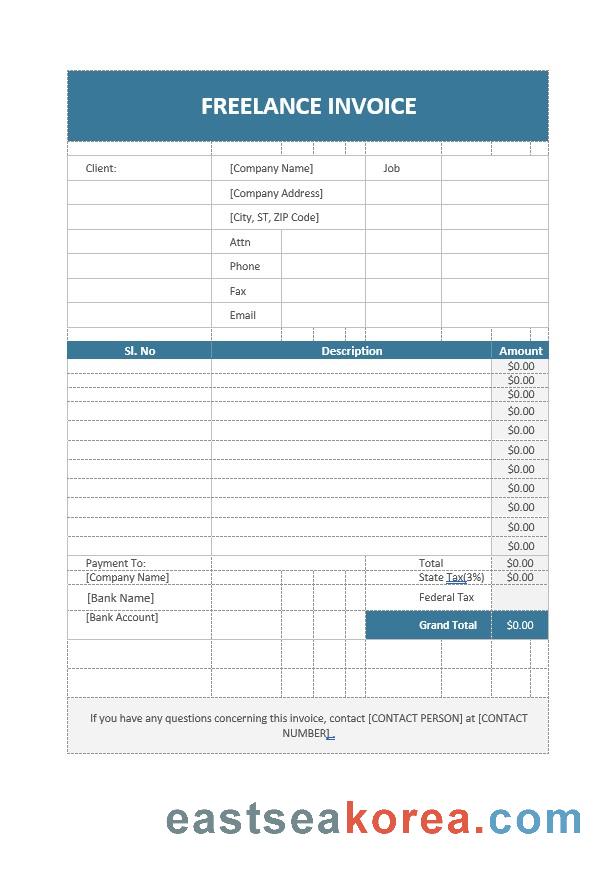 FREELANCE INVOICE
Client: [Company Name] Job
[Company Address]
[City, ST, ZIP Code]
Attn
Phone
Fax
Email
Sl. No Description Amount
$0.00
$0.00
$0.00
$0.00
$0.00
$0.00
$0.00
$0.00
$0.00
$0.00
$0.00
Payment To: Total $0.00
[Company Name] State Tax(3%) $0.00
[Bank Name] Federal Tax
[Bank Account]
Grand Total $0.00
If you have any questions concerning this invoice, contact [CONTACT PERSON] at [CONTACT
NUMBER].
eastseakorea.com